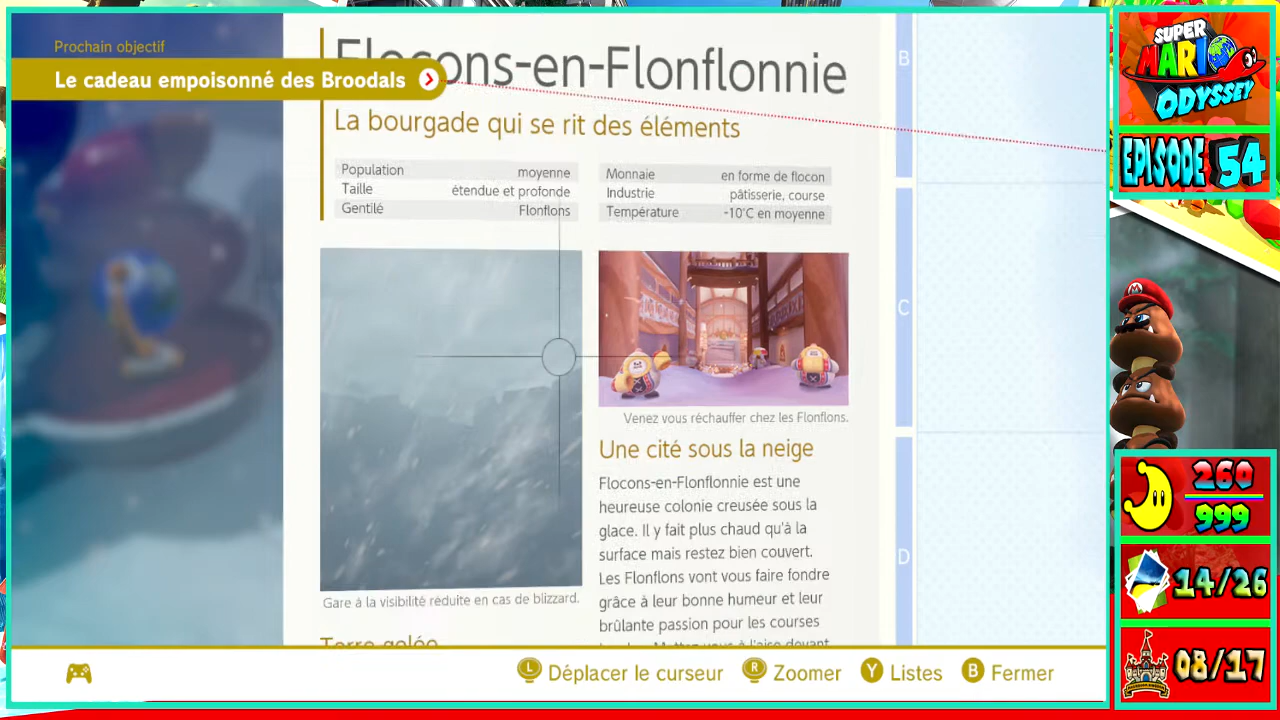 Prochain objectif
Le cadeau empoisonné des Broodals
Flocons-en-Flonflonnie
La bourgade qui se rit des éléments
Population moyenne
Taille étendue et profonde
Gentilé Flonflons
Monnaie en forme de flocon
Industrie pâtisserie, course
Température -10°C en moyenne
Gare à la visibilité réduite en cas de blizzard.
Terre gelée
Venez vous réchauffer chez les Flonflons.
Une cité sous la neige
Flocons-en-Flonflonnie est une
heureuse colonie creusée sous la
glace. Il y fait plus chaud qu'à la
surface mais restez bien couvert.
Les Flonflons vont vous faire fondre
grâce à leur bonne humeur et leur
brûlante passion pour les courses
B
C
D
L Déplacer le curseur
R Zoomer
Y Listes
B Fermer
SUPER
MARIO
ODYSSEY
EPISODE 54
260
999
14/26
08/17